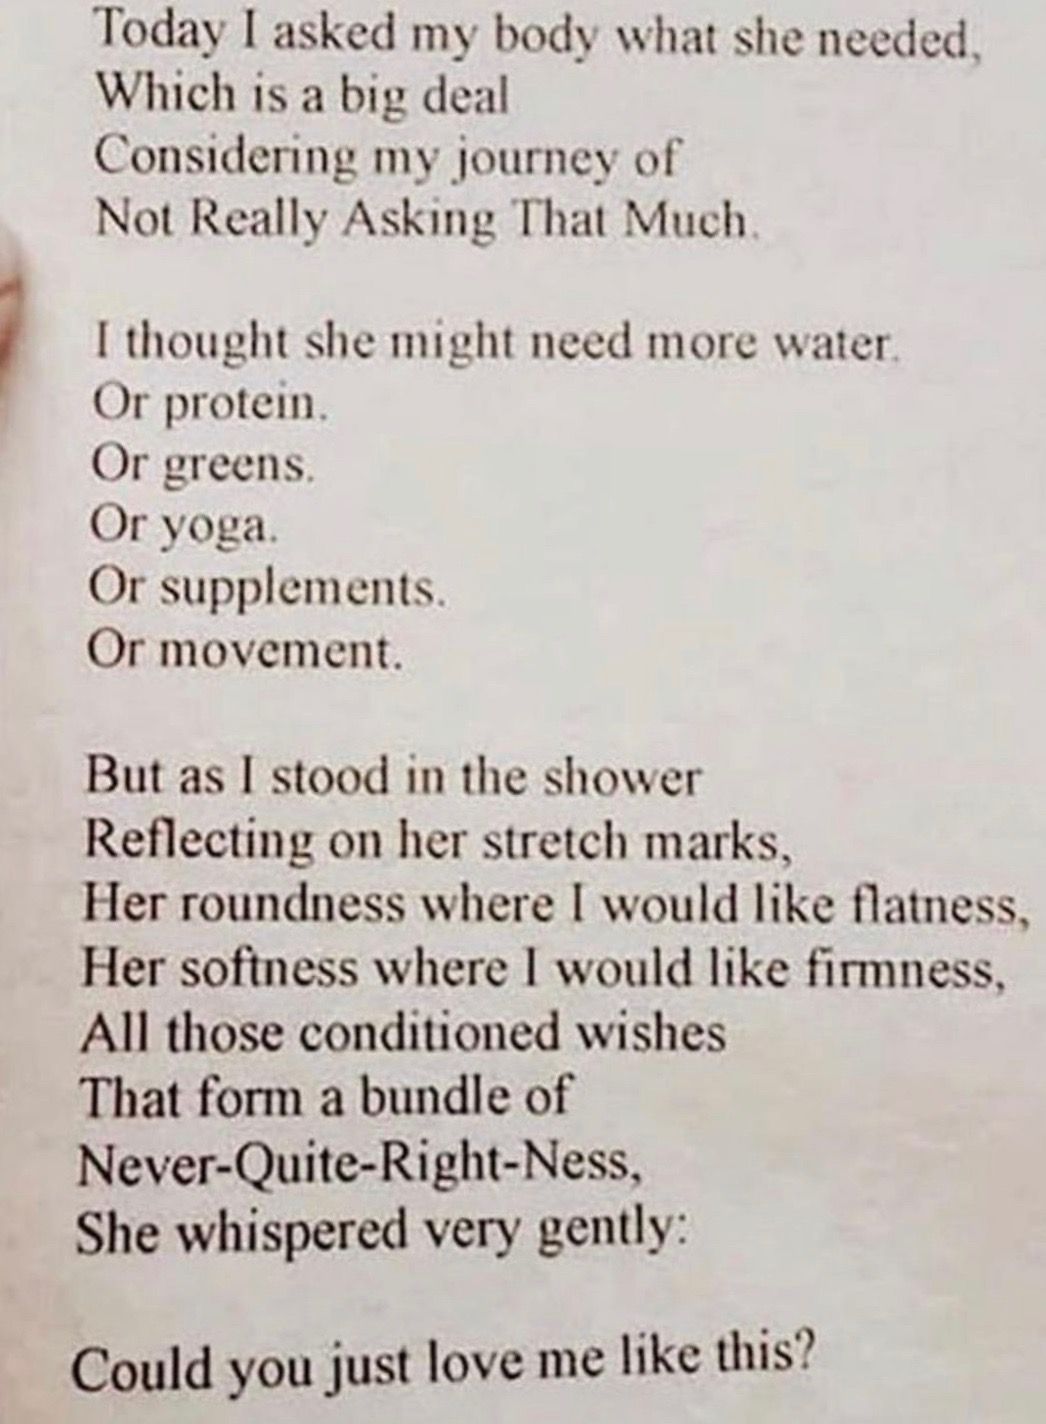 Today I asked my body what she needed,
Which is a big deal
Considering my journey of
Not Really Asking That Much.
I thought she might need more water.
Or protein.
Or greens.
Or yoga.
Or supplements.
Or movement.
But as I stood in the shower
Reflecting on her stretch marks,
Her roundness where I would like flatness,
Her softness where I would like firmness,
All those conditioned wishes
That form a bundle of
Never-Quite-Right-Ness,
She whispered very gently:
Could you just love me like this?